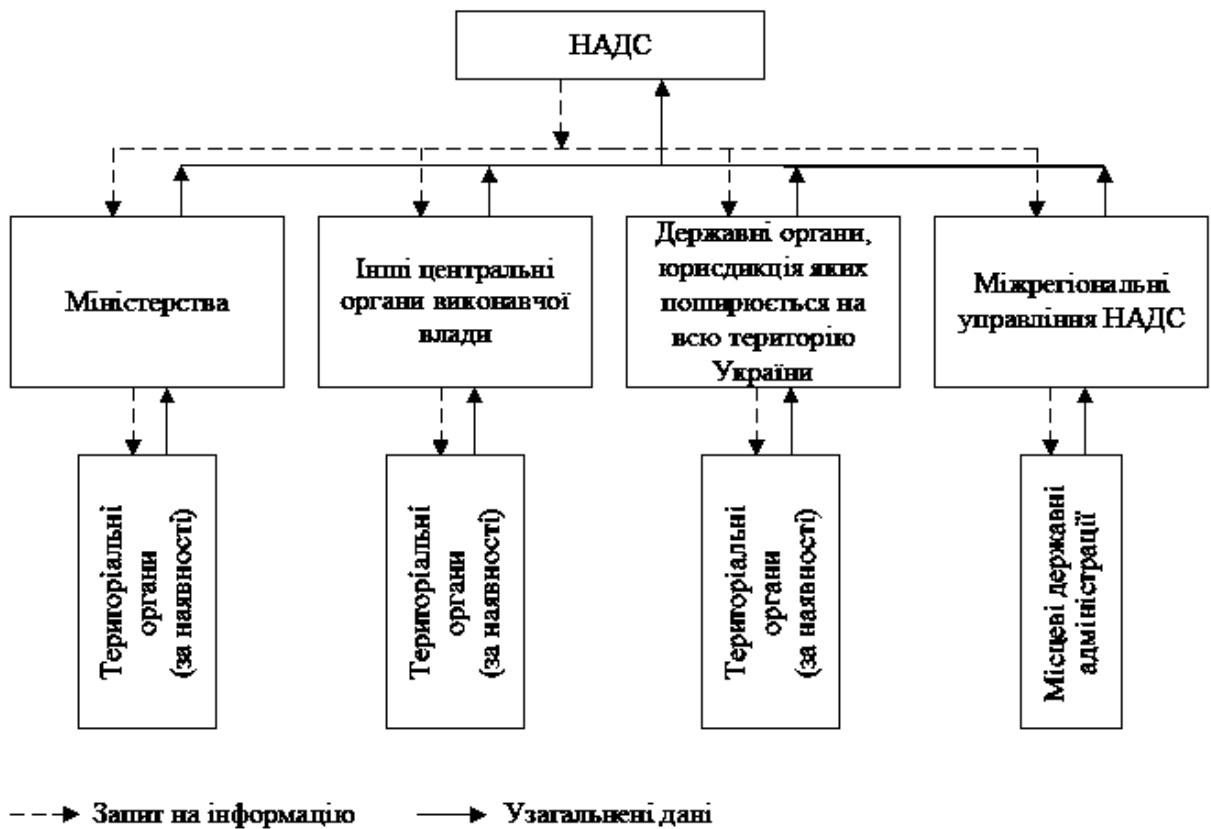 НАДС
Міністерства
Інші центральні
органи виконавчої
влади
Державні органи,
юрисдикція яких
поширюється на
всю територію
України
Міжрегіональні
управління НАДС
Територіальні
органи
(за наявності)
Територіальні
органи
(за наявності)
Територіальні
органи
(за наявності)
Місцеві державні
адміністрації
Запит на інформацію
Узагальнені дані